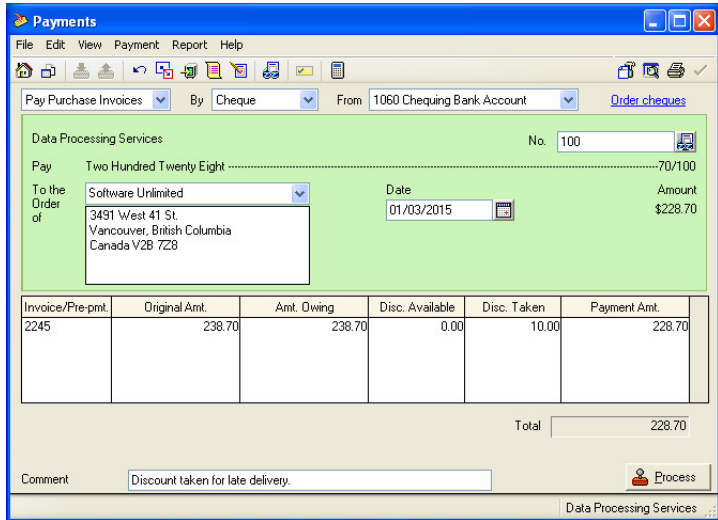 Payments
File Edit View Payment Report Help
Pay Purchase Invoices By Cheque From 1060 Chequing Bank Account Order cheques
Data Processing Services No. 100
Pay Two Hundred Twenty Eight ---70/100
To the Order of Software Unlimited Date Amount
3491 West 41 St. 01/03/2015 $228.70
Vancouver, British Columbia
Canada V2B 7Z8
Invoice/Pre-pmt. Original Amt. Amt. Owing Disc. Available Disc. Taken Payment Amt.
2245 238.70 238.70 0.00 10.00 228.70
Total 228.70
Comment Discount taken for late delivery. Process
Data Processing Services